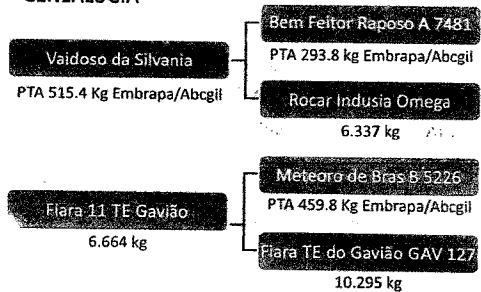 GENEALOGIA
Bem Feitor Raposo A 7481
Vaidoso da Silvania
PTA 293.8 kg Embrapa/Abcgil
PTA 515.4 Kg Embrapa/Abcgil
Rocar Indusia Omega
6.337 kg
Meteoro de Bras B 5226
PTA 459.8 Kg Embrapa/Abcgil
Fiara 11 TE Gavião
6.664 kg
Fiara TE do Gavião GAV 127
10.295 kg